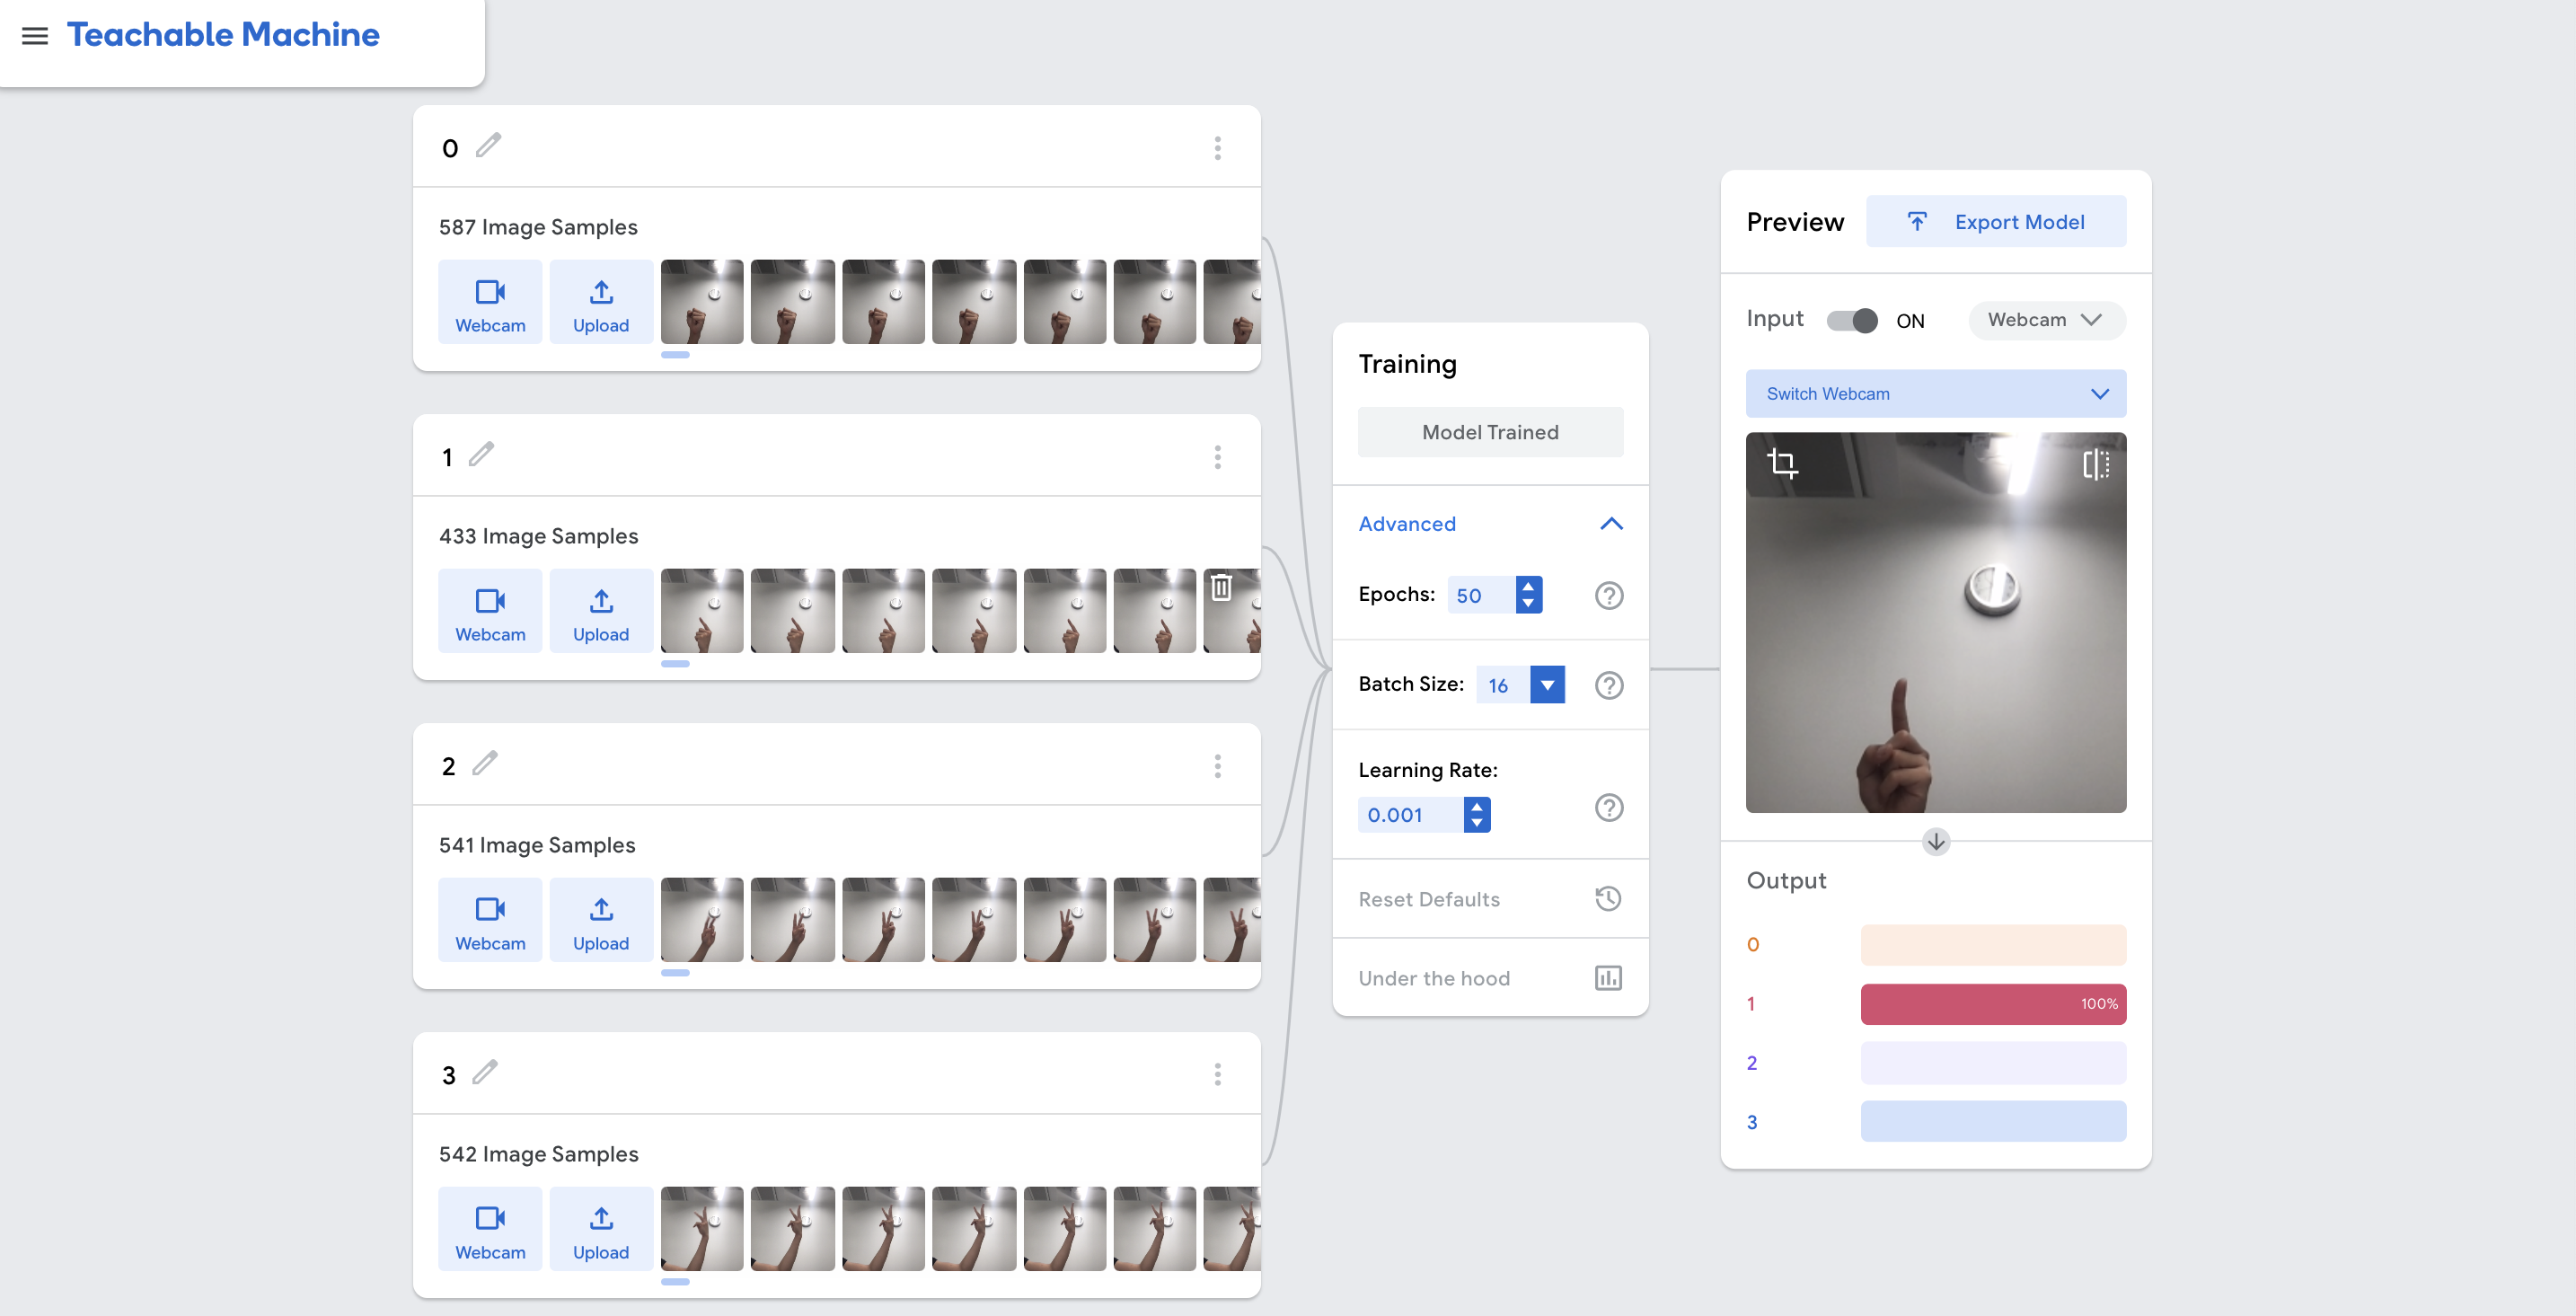 Teachable Machine
0
587 Image Samples
Webcam
Upload
1
433 Image Samples
Webcam
Upload
2
541 Image Samples
Webcam
Upload
3
542 Image Samples
Webcam
Upload
Training
Model Trained
Advanced
Epochs: 50
Batch Size: 16
Learning Rate:
0.001
Reset Defaults
Under the hood
Preview
Export Model
Input ON Webcam
Switch Webcam
Output
0
1 100%
2
3